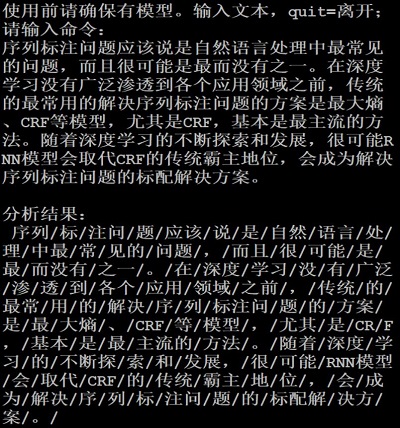 使用前请确保有模型。输入文本，quit=离开；
请输入命令：
序列标注问题应该说是自然语言处理中最常见
的问题，而且很可能是最而没有之一。在深度
学习没有广泛渗透到各个应用领域之前，传统
的最常用的解决序列标注问题的方案是最大熵
、CRF等模型，尤其是CRF，基本是最主流的方
法。随着深度学习的不断探索和发展，很可能R
NN模型会取代CRF的传统霸主地位，会成为解决
序列标注问题的标配解决方案。
分析结果：
序列/标/注问/题/应该/说/是/自然/语言/处/
理/中最/常/见的/问题/，/而且/很/可能/是/
最/而没有/之一/。/在/深度/学习/没/有/广泛
/渗/透/到/各个/应用/领域/之前/，/传统/的/
最常/用/的/解决/序/列/标注问/题/的/方案/
是/最/大熵/、/CRF/等/模型/，/尤其/是/CR/F
，/基本/是/最/主流的/方法/。/随着/深度/学
习/的/不断探/索/和/发展，/很/可能/RNN模型
/会/取代/CRF/的/传统/霸主/地/位/，/会/成为
/解决/序/列/标/注/问/题/的/标配解/决方/
案/。/